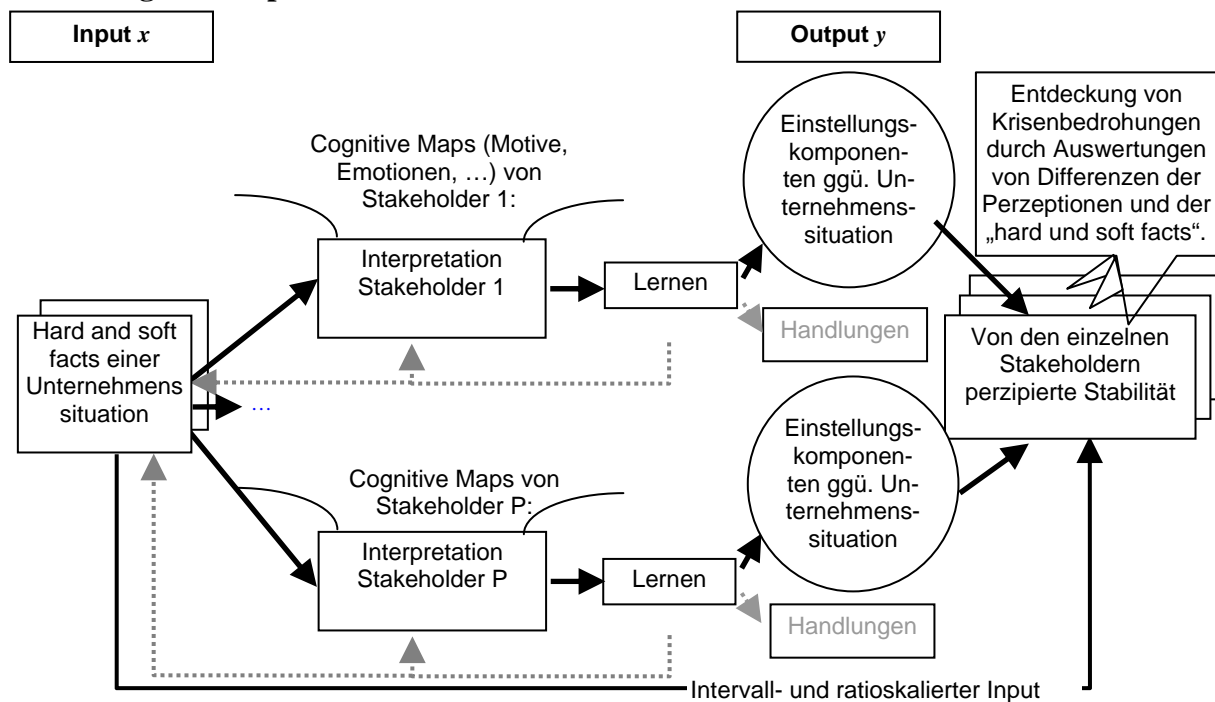 Input x
Output y
Entdeckung von
Krisenbedrohungen
durch Auswertungen
von Differenzen der
Perzeptionen und der
„hard und soft facts“.
Cognitive Maps (Motive,
Emotionen, …) von
Stakeholder 1:
Einstellungs-
komponen-
ten ggü. Un-
ternehmens-
situation
Interpretation
Stakeholder 1
Lernen
Handlungen
Hard and soft
facts einer
Unternehmens
situation
…
Von den einzelnen
Stakeholdern
perzipierte Stabilität
Cognitive Maps von
Stakeholder P:
Einstellungs-
komponen-
ten ggü. Un-
ternehmens-
situation
Interpretation
Stakeholder P
Lernen
Handlungen
Intervall- und ratioskalierter Input